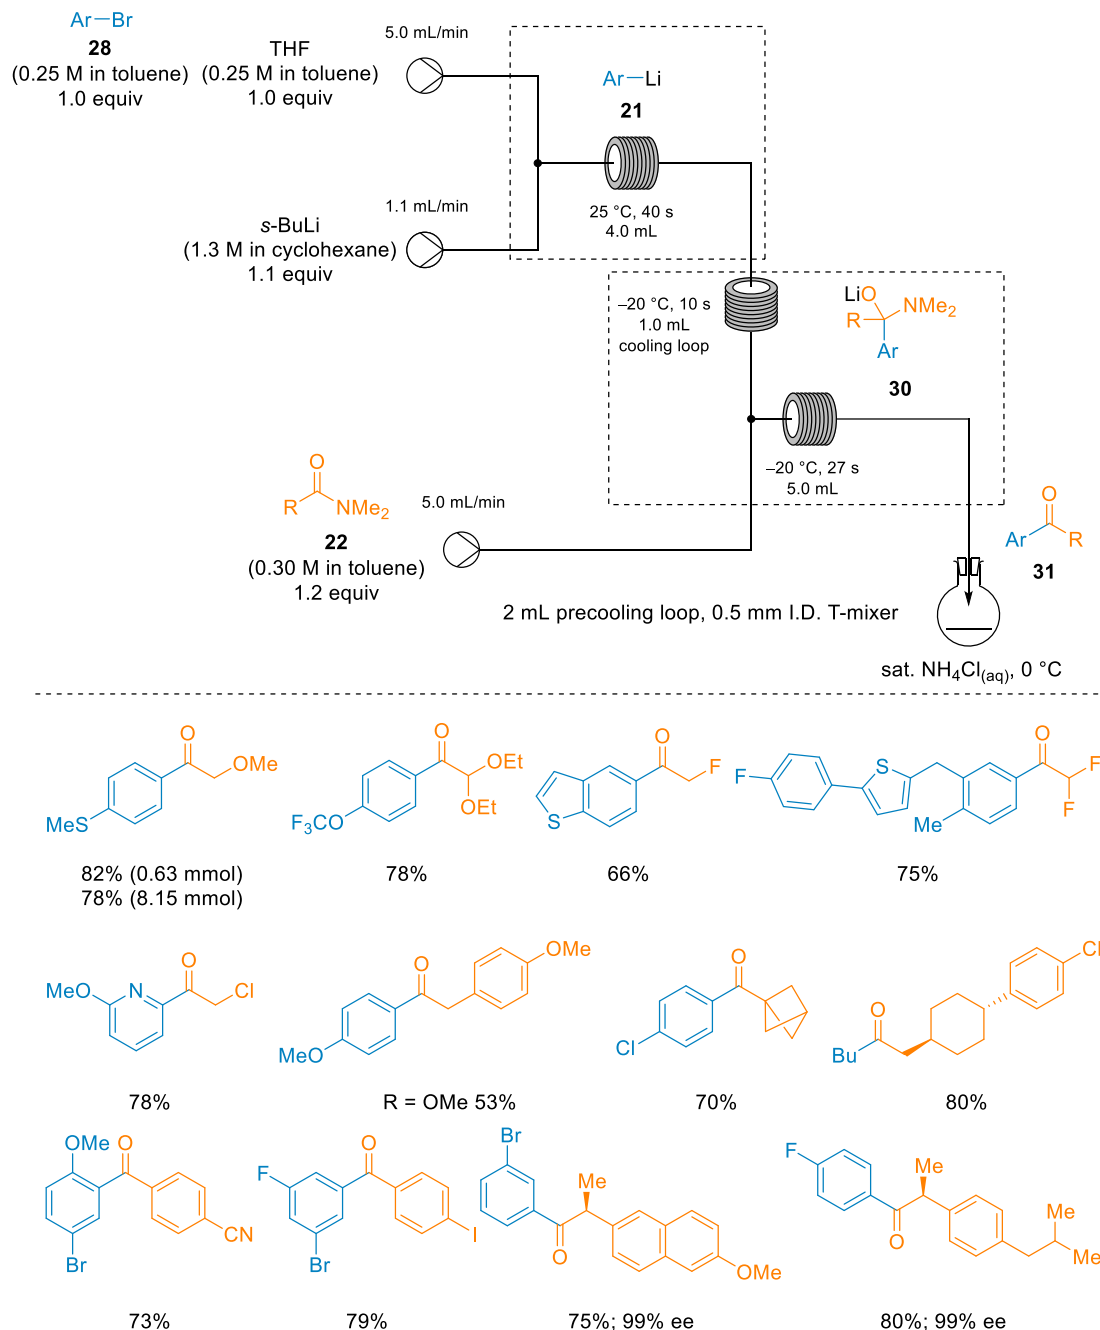 Ar–Br
28
(0.25 M in toluene)
1.0 equiv
THF
(0.25 M in toluene)
1.0 equiv
5.0 mL/min
Ar–Li
21
25 °C, 40 s
4.0 mL
s-BuLi
(1.3 M in cyclohexane)
1.1 equiv
1.1 mL/min
–20 °C, 10 s
1.0 mL
cooling loop
LiO
R
NMe2
Ar
30
–20 °C, 27 s
5.0 mL
O
R
NMe2
22
(0.30 M in toluene)
1.2 equiv
5.0 mL/min
O
Ar
R
31
2 mL precooling loop, 0.5 mm I.D. T-mixer
sat. NH4Cl(aq), 0 °C
O
OMe
MeS
82% (0.63 mmol)
78% (8.15 mmol)
O
OEt
OEt
F3CO
78%
O
F
S
66%
F
S
Me
O
F
F
75%
MeO
N
O
Cl
78%
OMe
O
MeO
R = OMe 53%
O
Cl
70%
Cl
O
Bu
80%
OMe
O
Br
CN
73%
F
O
Br
I
79%
Br
Me
O
OMe
75%; 99% ee
F
Me
O
Me
Me
80%; 99% ee